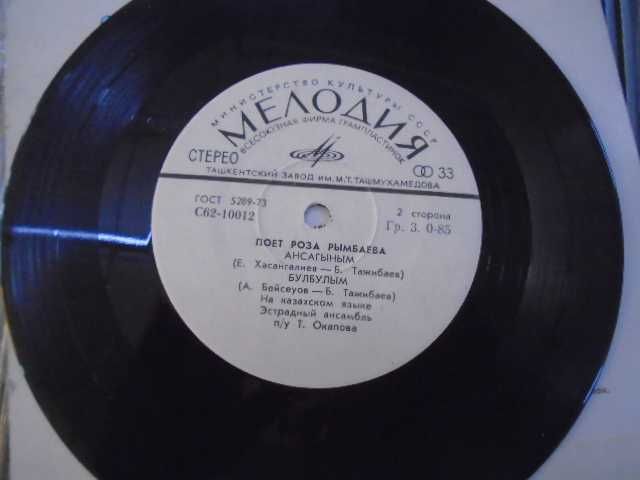 МИНИСТЕРСТВО КУЛЬТУРЫ СССР
МЕЛОДИЯ
ВСЕСОЮЗНАЯ ФИРМА ГРАМПЛАСТИНОК
СТЕРЕО
33
ТАШКЕНТСКИЙ ЗАВОД ИМ. М.Т. ТАШМУХАМЕДОВА
ГОСТ 5289-73
С62-10012
2 сторона
Гр. 3. 0-85
ПОЕТ РОЗА РЫМБАЕВА
АНСАГЫНЫМ
(Е. Хасангалиев — Б. Тажибаев)
БУЛБУЛЫМ
(А. Бейсеуов — Б. Тажибаев)
На казахском языке
Эстрадный ансамбль
п/у Т. Окапова